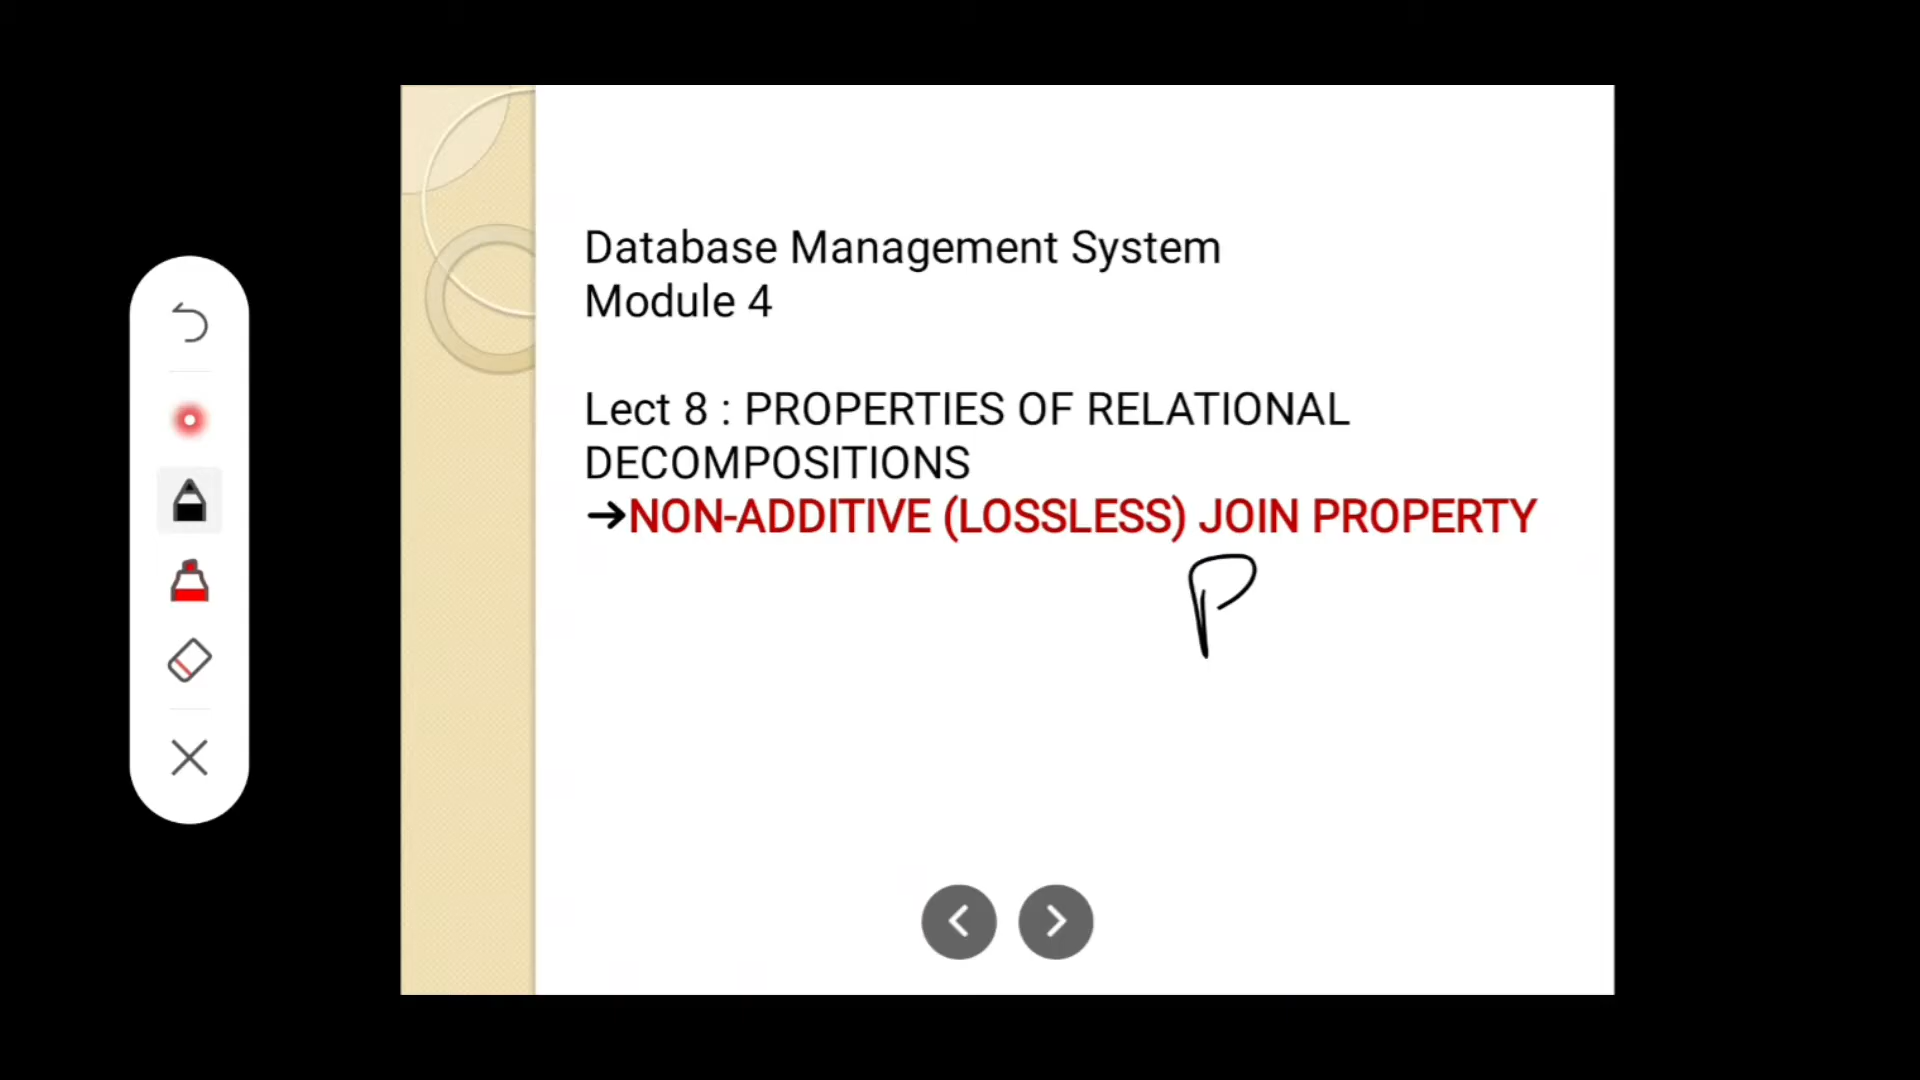 Database Management System
Module 4
Lect 8 : PROPERTIES OF RELATIONAL
DECOMPOSITIONS
→NON-ADDITIVE (LOSSLESS) JOIN PROPERTY
P